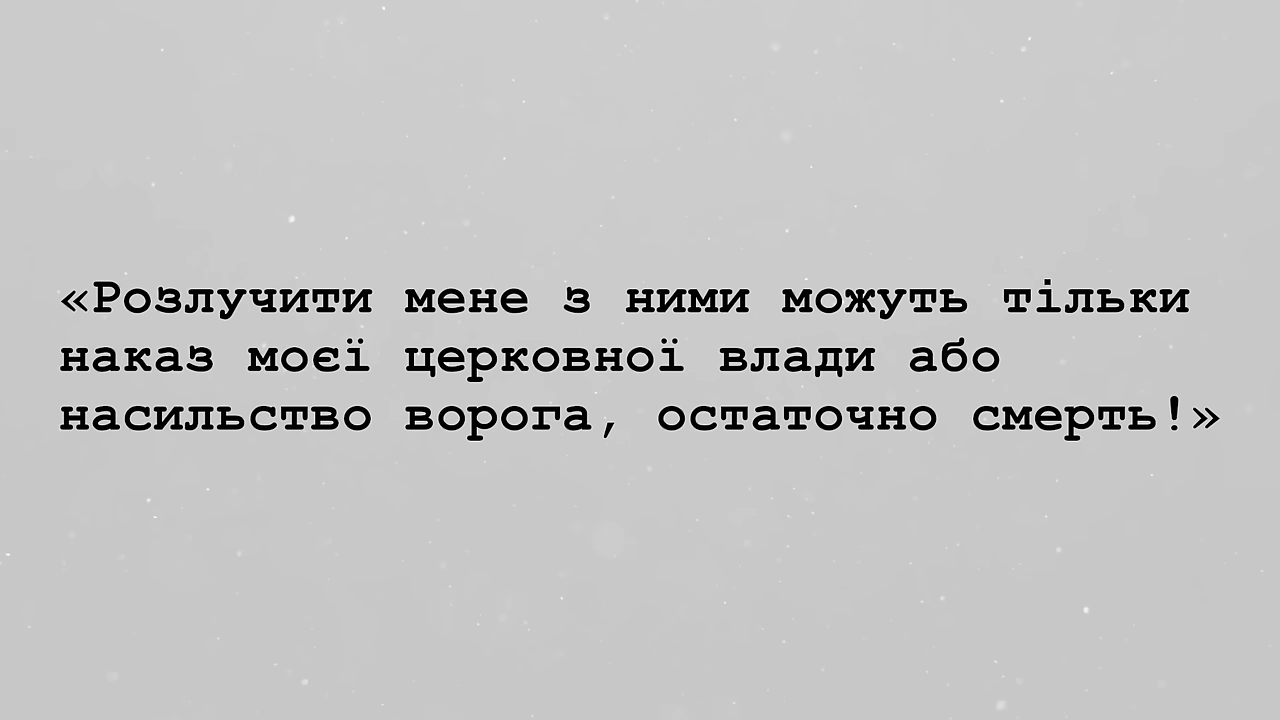 «Розлучити мене з ними можуть тільки
наказ моєї церковної влади або
насильство ворога, остаточно смерть!»